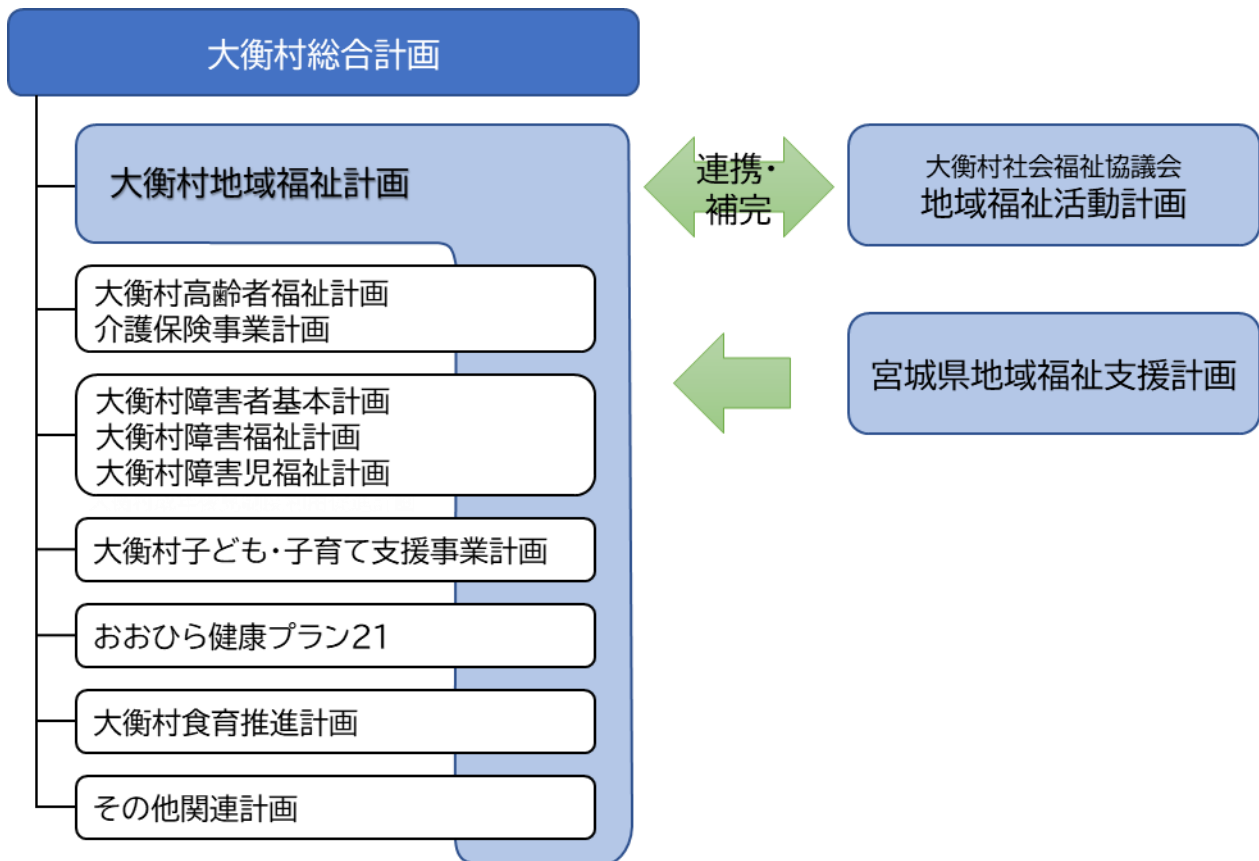 大衡村総合計画
大衡村地域福祉計画
連携・
補完
大衡村社会福祉協議会
地域福祉活動計画
大衡村高齢者福祉計画
介護保険事業計画
宮城県地域福祉支援計画
大衡村障害者基本計画
大衡村障害福祉計画
大衡村障害児福祉計画
大衡村子ども・子育て支援事業計画
おおひら健康プラン21
大衡村食育推進計画
その他関連計画